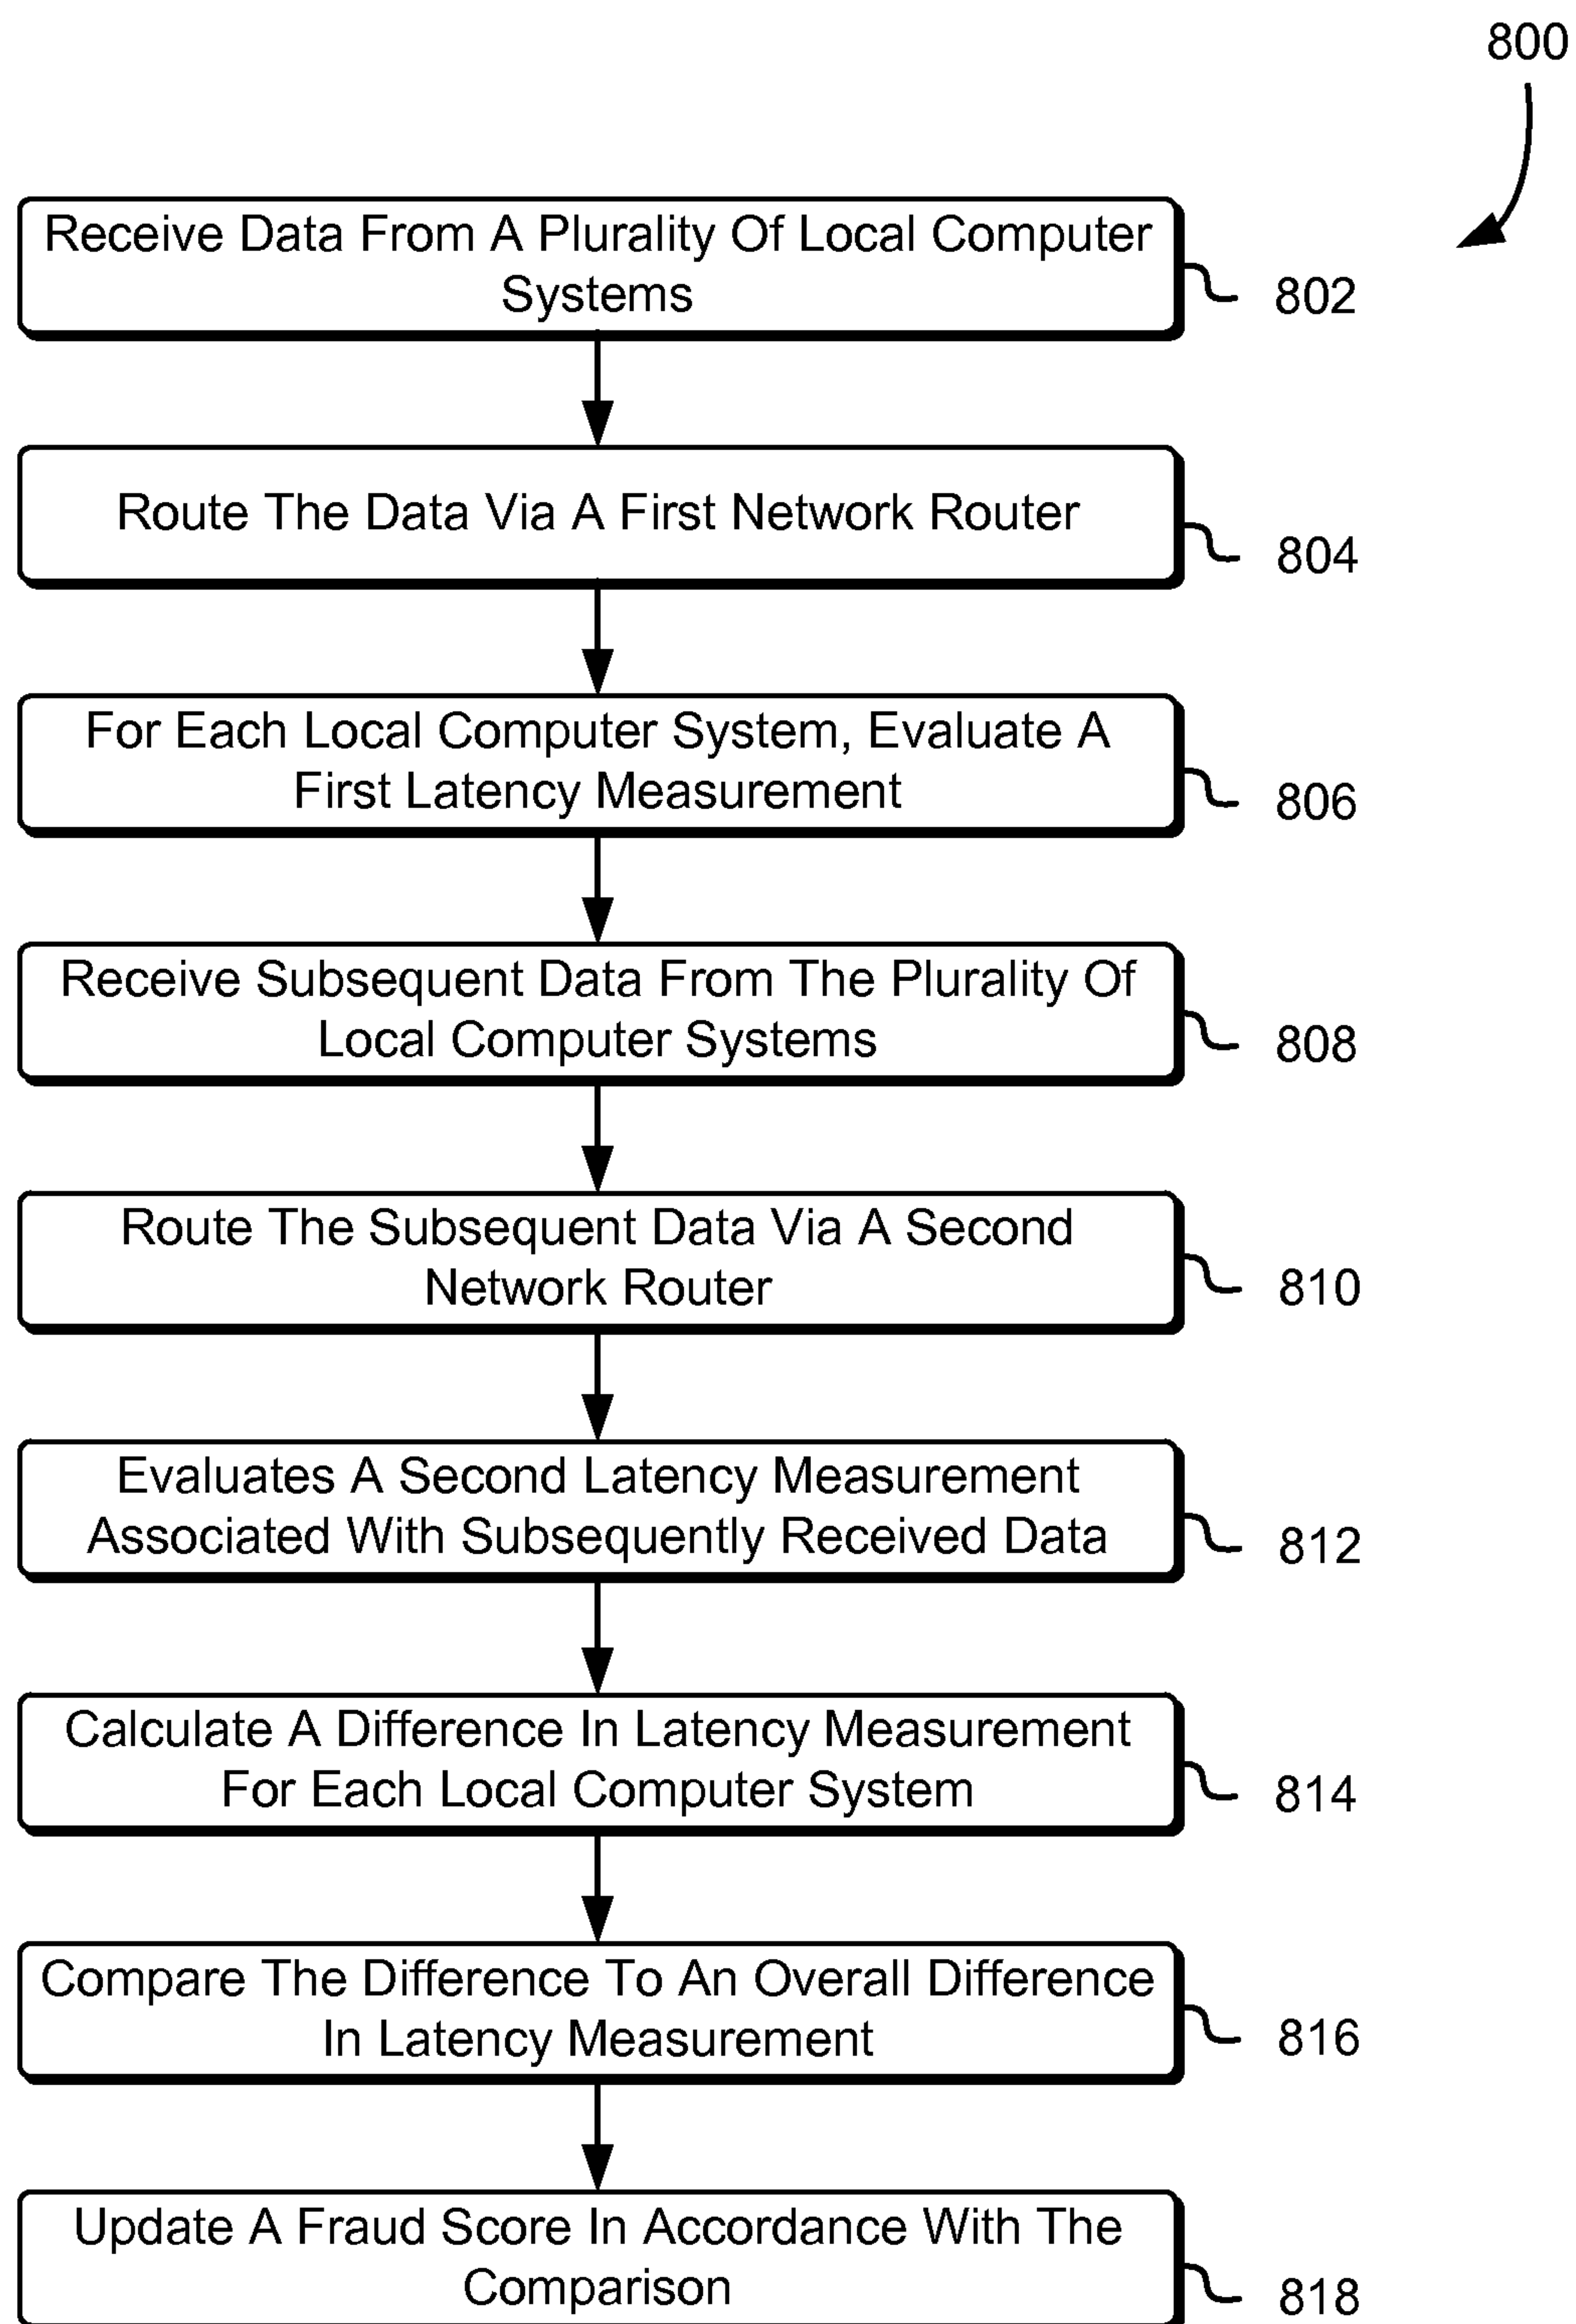 800
Receive Data From A Plurality Of Local Computer
Systems
802
Route The Data Via A First Network Router
804
For Each Local Computer System, Evaluate A
First Latency Measurement
806
Receive Subsequent Data From The Plurality Of
Local Computer Systems
808
Route The Subsequent Data Via A Second
Network Router
810
Evaluates A Second Latency Measurement
Associated With Subsequently Received Data
812
Calculate A Difference In Latency Measurement
For Each Local Computer System
814
Compare The Difference To An Overall Difference
In Latency Measurement
816
Update A Fraud Score In Accordance With The
Comparison
818